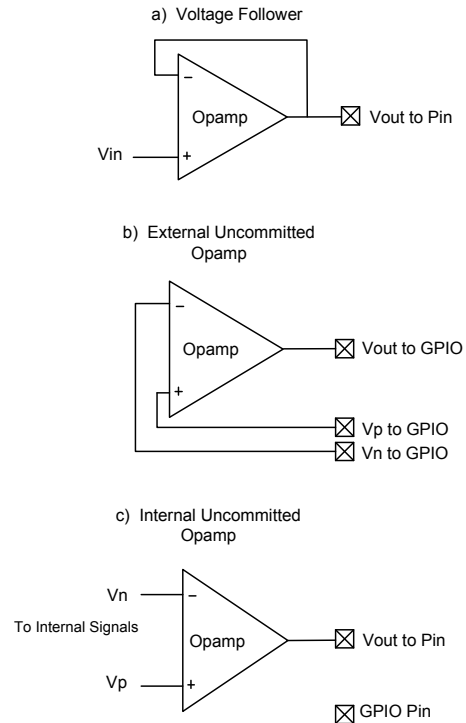 a) Voltage Follower
−
Opamp
Vout to Pin
Vin
+
b) External Uncommitted
Opamp
−
Opamp
Vout to GPIO
+
Vp to GPIO
Vn to GPIO
c) Internal Uncommitted
Opamp
Vn
−
To Internal Signals
Opamp
Vout to Pin
Vp
+
GPIO Pin